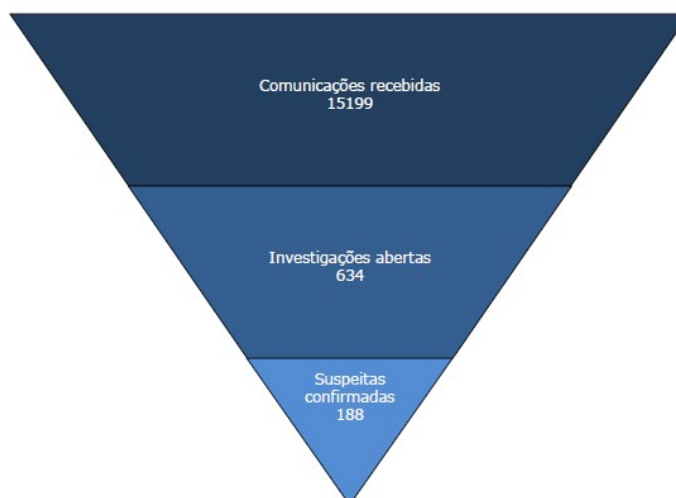 Comunicações recebidas
15199
Investigações abertas
634
Suspeitas
confirmadas
188